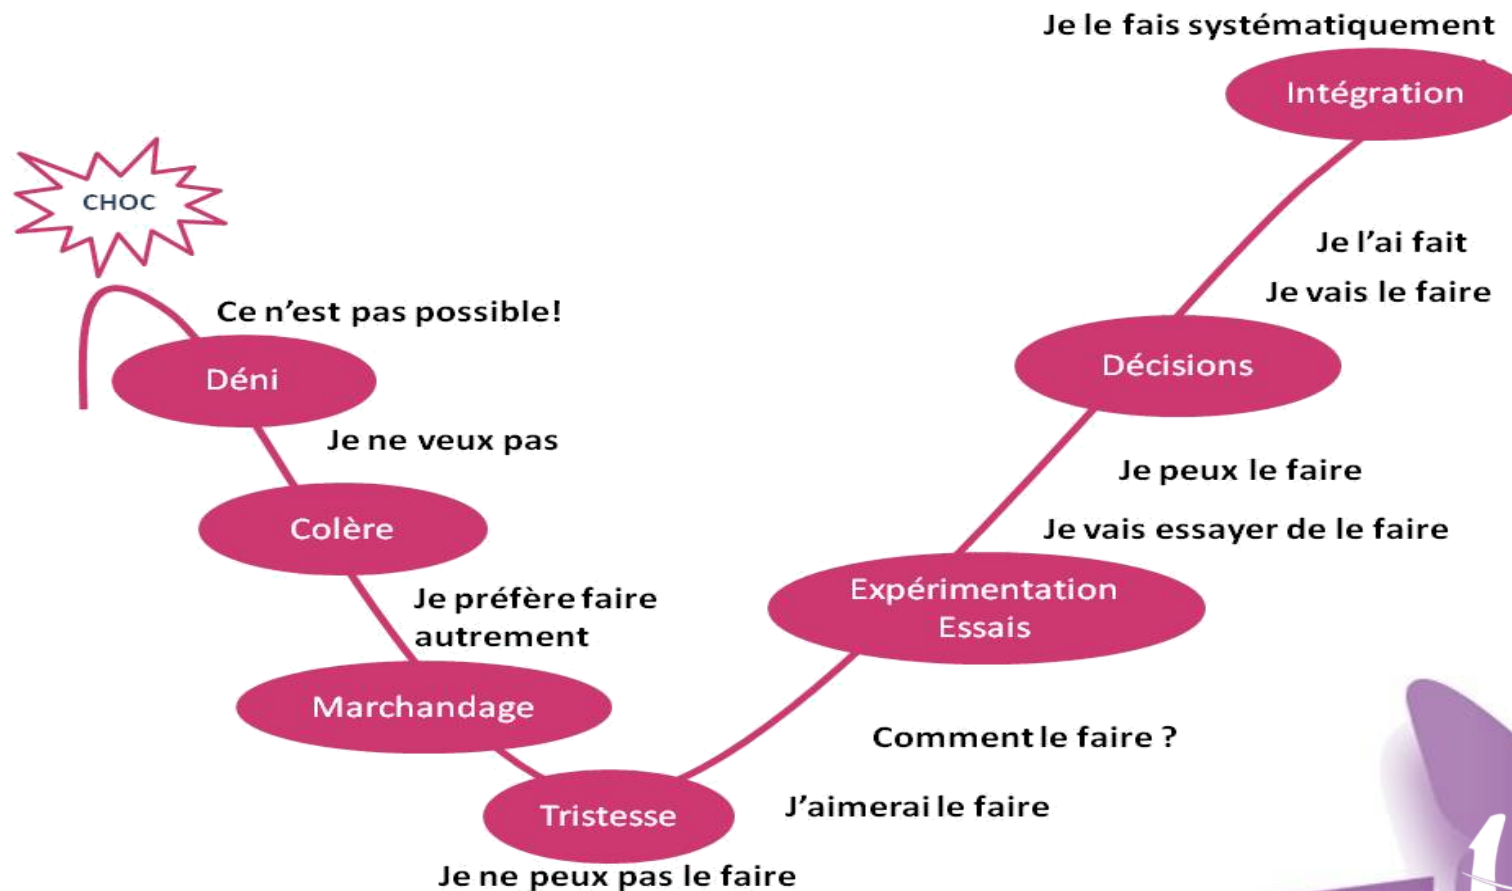 Je le fais systématiquement
Intégration
CHOC
Je l’ai fait
Je vais le faire
Ce n’est pas possible!
Déni
Décisions
Je ne veux pas
Je peux le faire
Colère
Je vais essayer de le faire
Je préfère faire
autrement
Expérimentation
Essais
Marchandage
Comment le faire ?
Tristesse
J’aimerai le faire
Je ne peux pas le faire
1